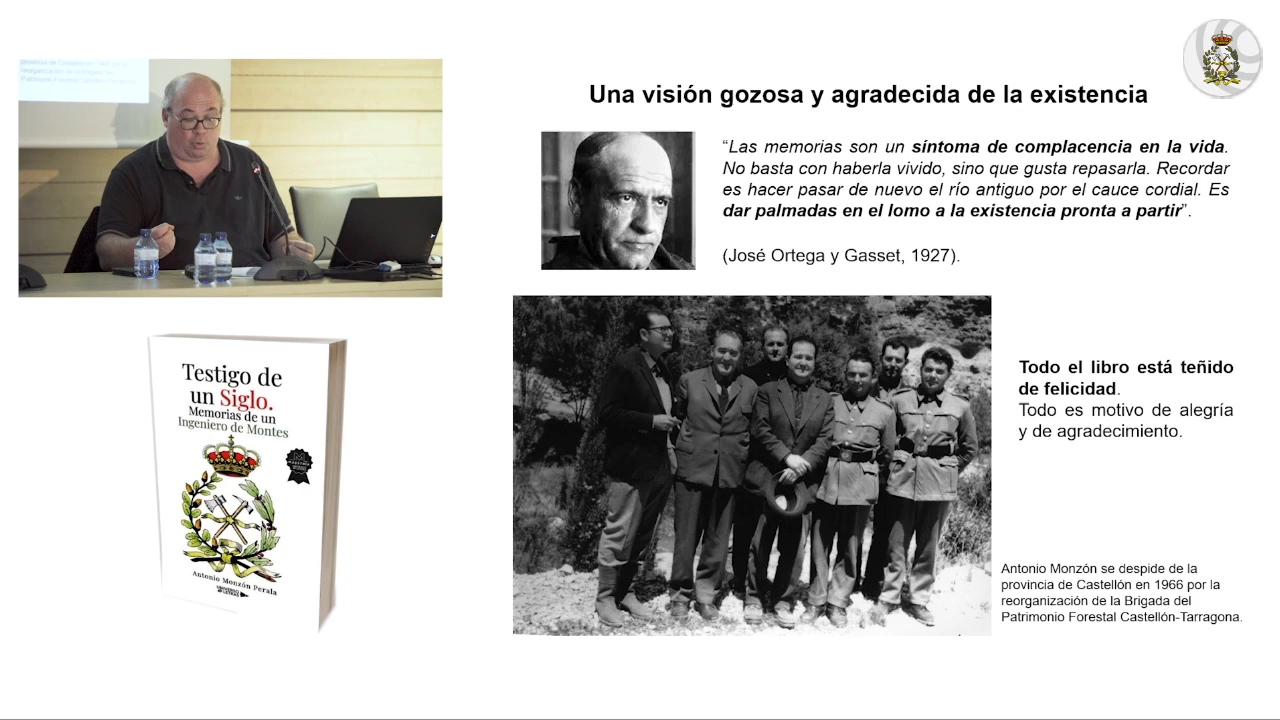 Una visión gozosa y agradecida de la existencia
“Las memorias son un síntoma de complacencia en la vida.
No basta con haberla vivido, sino que gusta repasarla. Recordar
es hacer pasar de nuevo el río antiguo por el cauce cordial. Es
dar palmadas en el lomo a la existencia pronta a partir”.
(José Ortega y Gasset, 1927).
Testigo de
un Siglo.
Memorias de un
Ingeniero de Montes
Antonio Monzón Perala
UNIVERSO
DE LETRAS
Todo el libro está teñido
de felicidad.
Todo es motivo de alegría
y de agradecimiento.
Antonio Monzón se despide de la
provincia de Castellón en 1966 por la
reorganización de la Brigada del
Patrimonio Forestal Castellón-Tarragona.